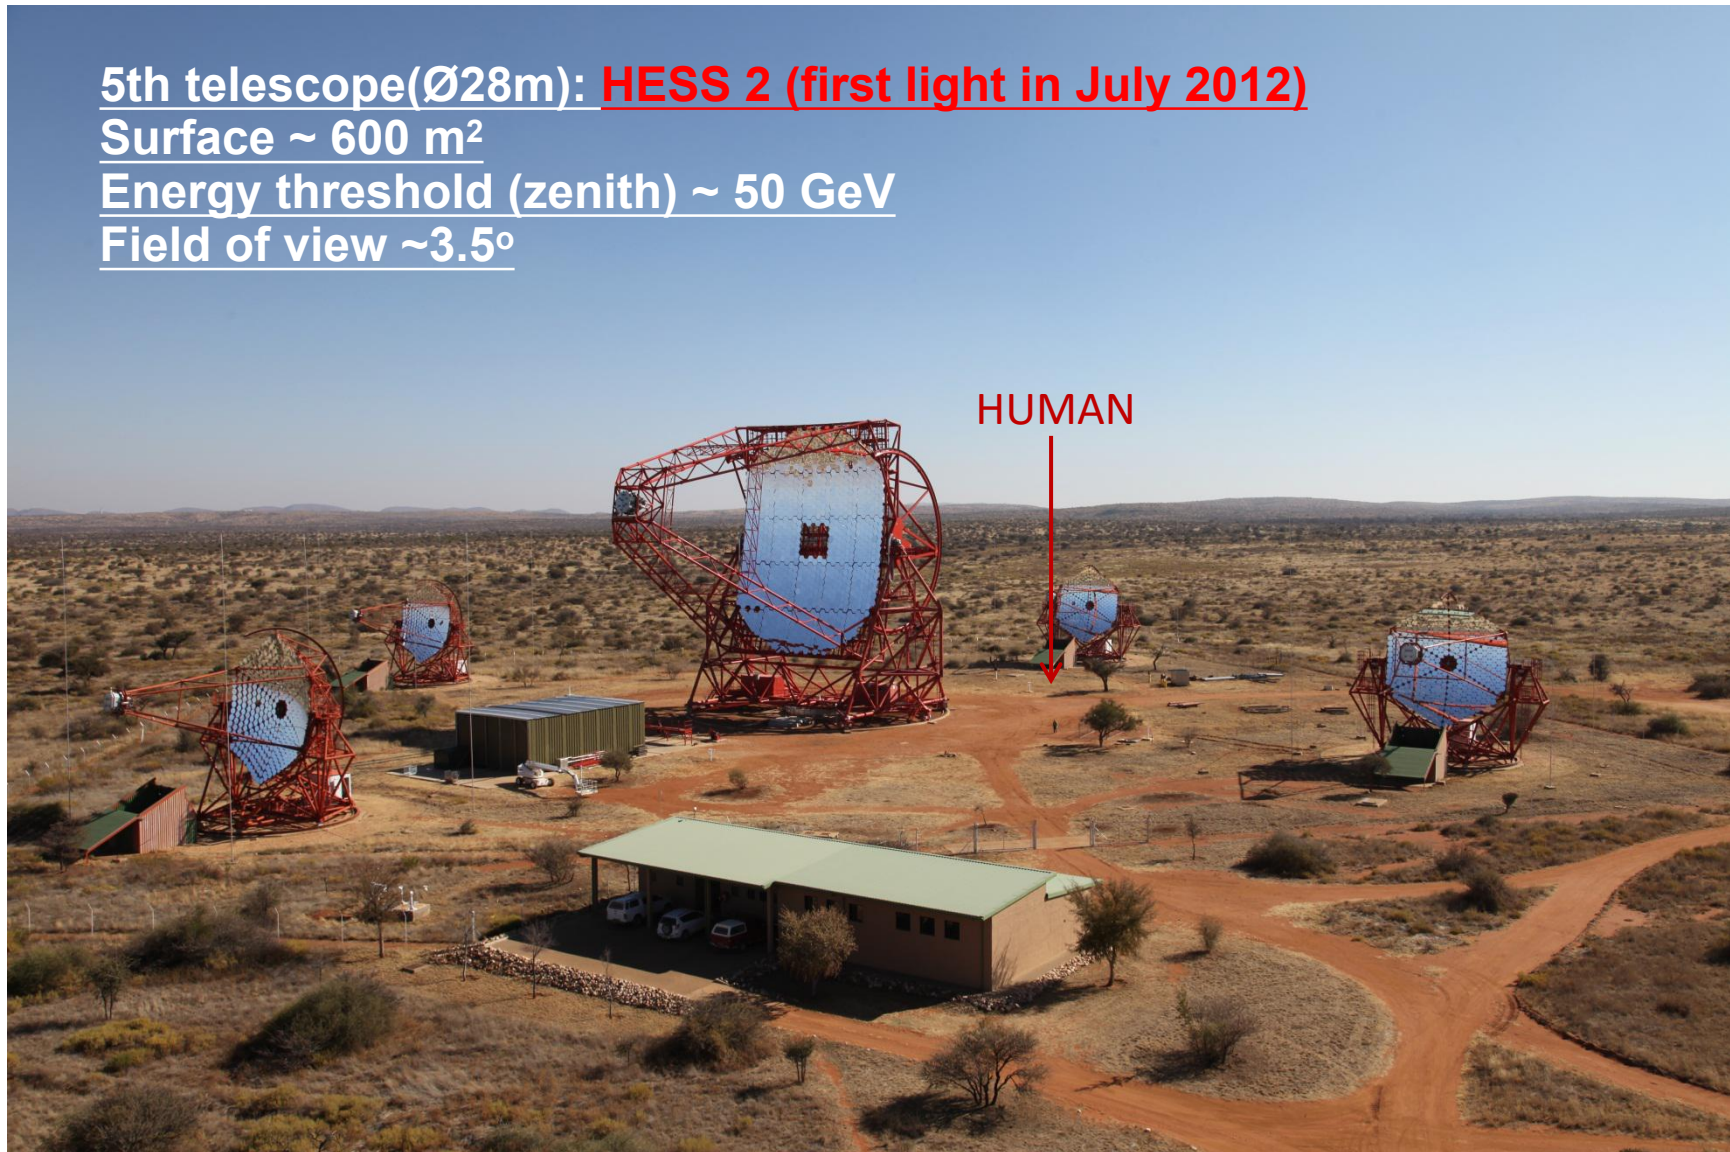 5th telescope(Ø28m): HESS 2 (first light in July 2012)
Surface ~ 600 m²
Energy threshold (zenith) ~ 50 GeV
Field of view ~3.5º
HUMAN